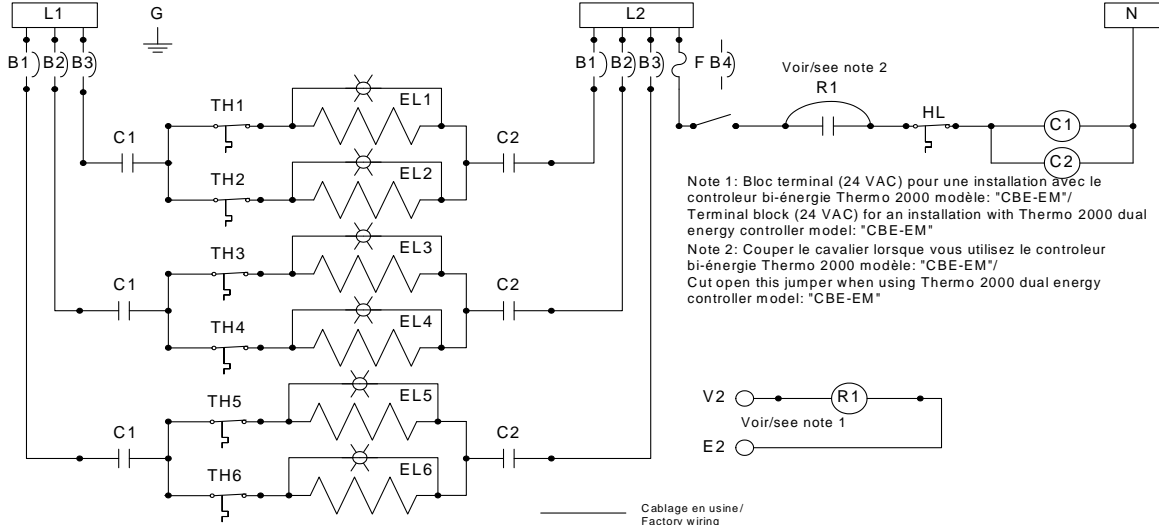 L1
G
L2
N
B1
B2
B3
B1
B2
B3
F B4
Voir/see note 2
R1
HL
C1
C2
TH1
EL1
C1
C2
TH2
EL2
Note 1: Bloc terminal (24 VAC) pour une installation avec le
controleur bi-énergie Thermo 2000 modèle: "CBE-EM"/
Terminal block (24 VAC) for an installation with Thermo 2000 dual
energy controller model: "CBE-EM"
Note 2: Couper le cavalier lorsque vous utilisez le controleur
bi-énergie Thermo 2000 modèle: "CBE-EM"/
Cut open this jumper when using Thermo 2000 dual energy
controller model: "CBE-EM"
TH3
EL3
C1
C2
TH4
EL4
TH5
EL5
C1
C2
TH6
EL6
V2
R1
Voir/see note 1
E2
Cablage en usine/
Factory wiring